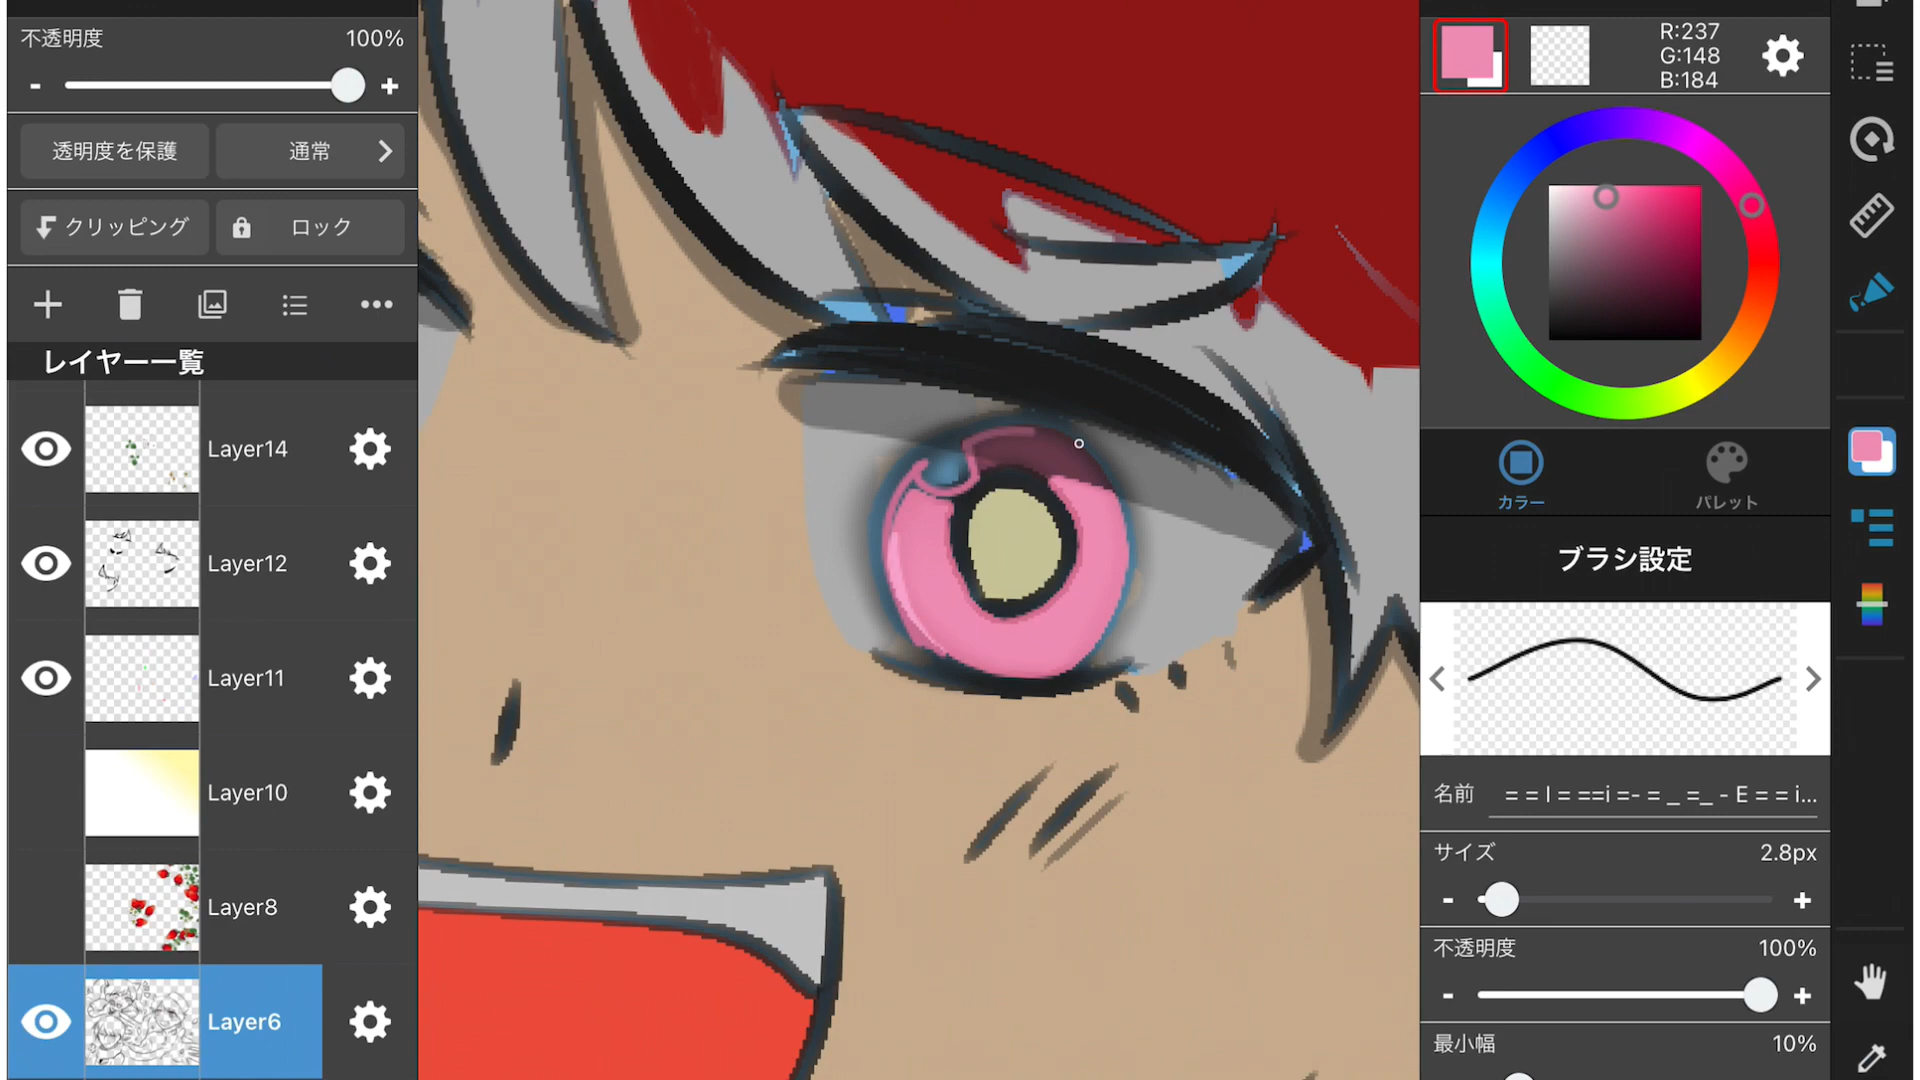 不透明度 100%
- +
透明度を保護 通常
クリッピング ロック
レイヤー一覧
Layer14
Layer12
Layer11
Layer10
Layer8
Layer6
R:237
G:148
B:184
カラー パレット
ブラシ設定
名前 = = I = ==i =- = _ =_ - E = = i...
サイズ 2.8px
- +
不透明度 100%
- +
最小幅 10%